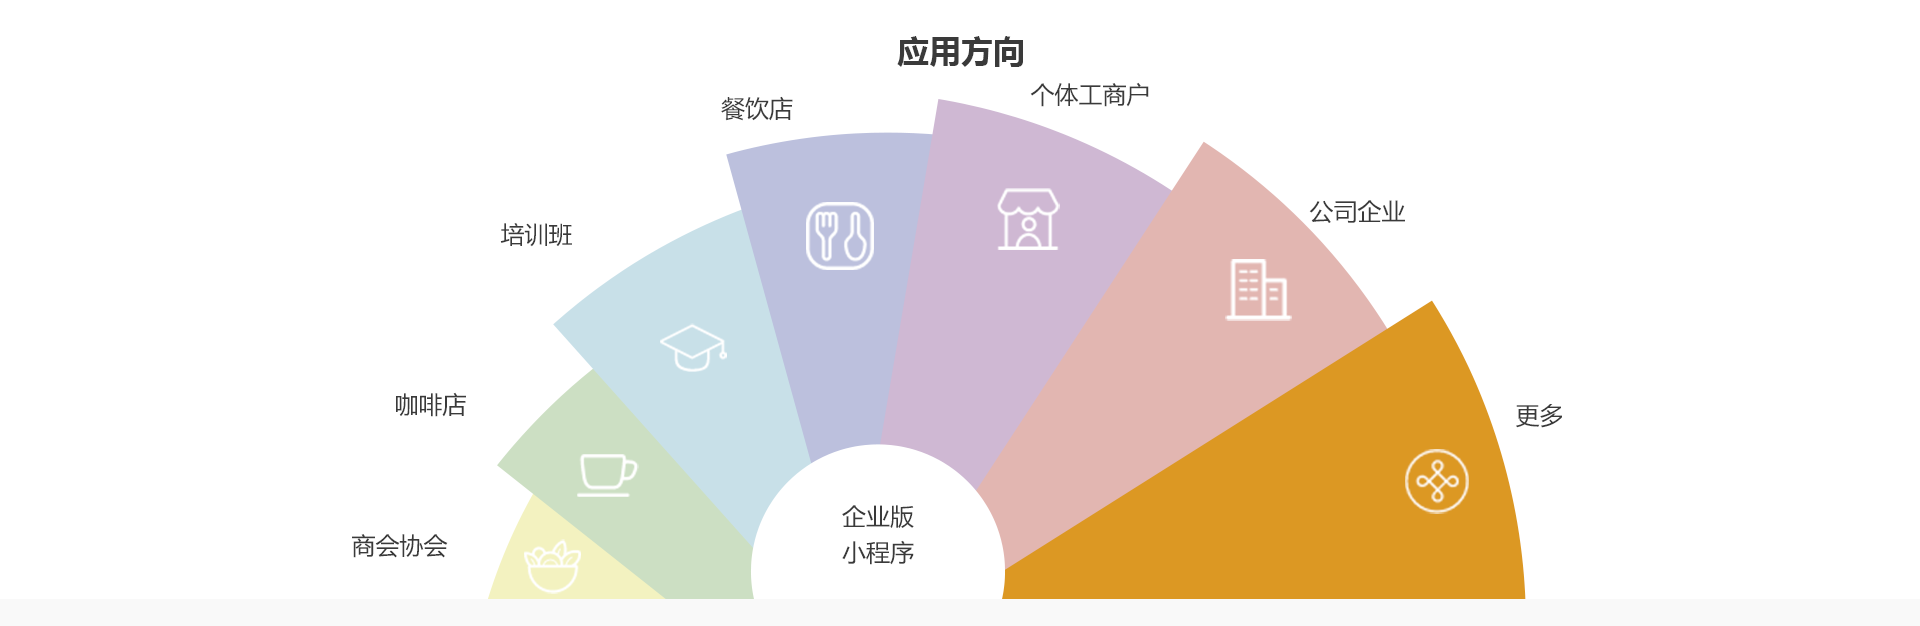 应用方向
个体工商户
餐饮店
公司企业
培训班
咖啡店
更多
企业版
小程序
商会协会